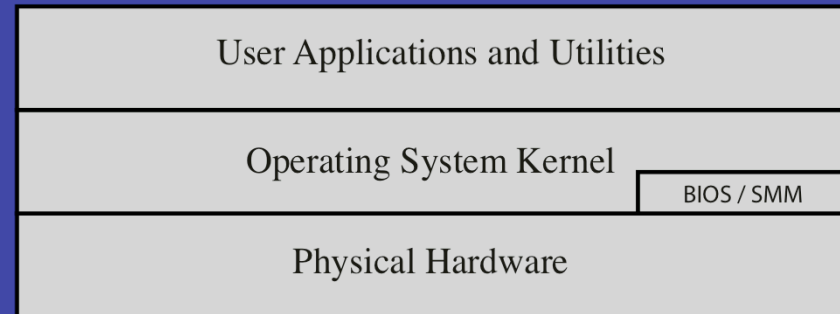 User Applications and Utilities
Operating System Kernel
BIOS / SMM
Physical Hardware